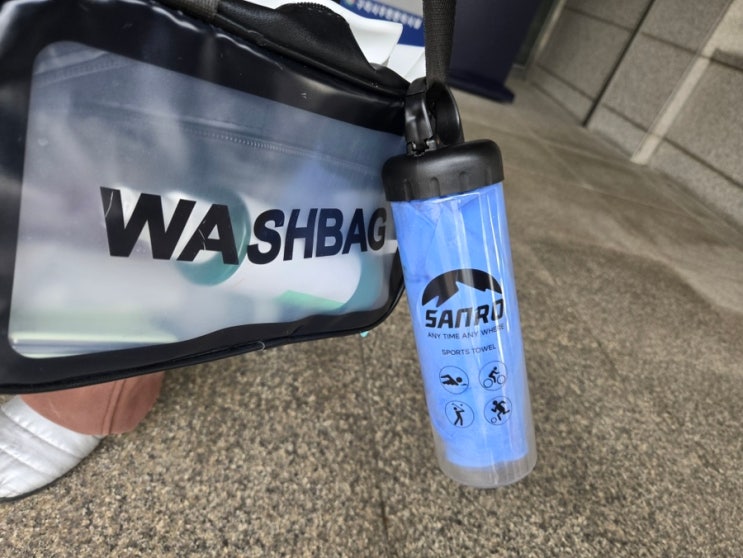 WASHBAG
SANRO
ANY TIME ANY WHERE
SPORTS TOWEL